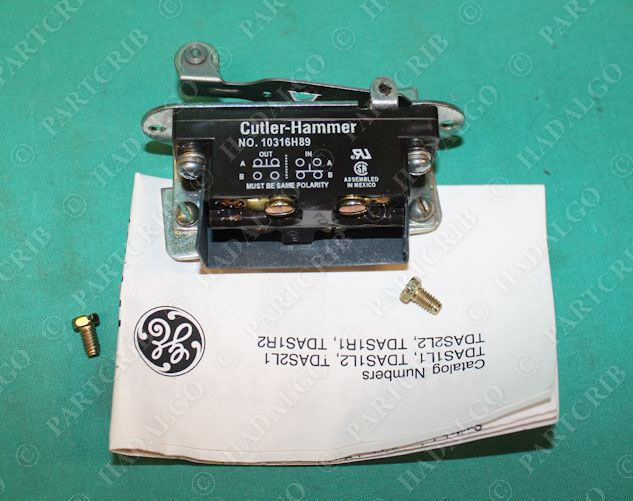 Cutler-Hammer
NO. 10316H89
OUT IN
A A
B B
MUST BE SAME POLARITY
ASSEMBLED
IN MEXICO
Catalog Numbers
TDAS1L1, TDAS1L2, TDAS2L1
TDAS2L2, TDAS1R1, TDAS1R2
GE
© HADALGO PARTCRIB